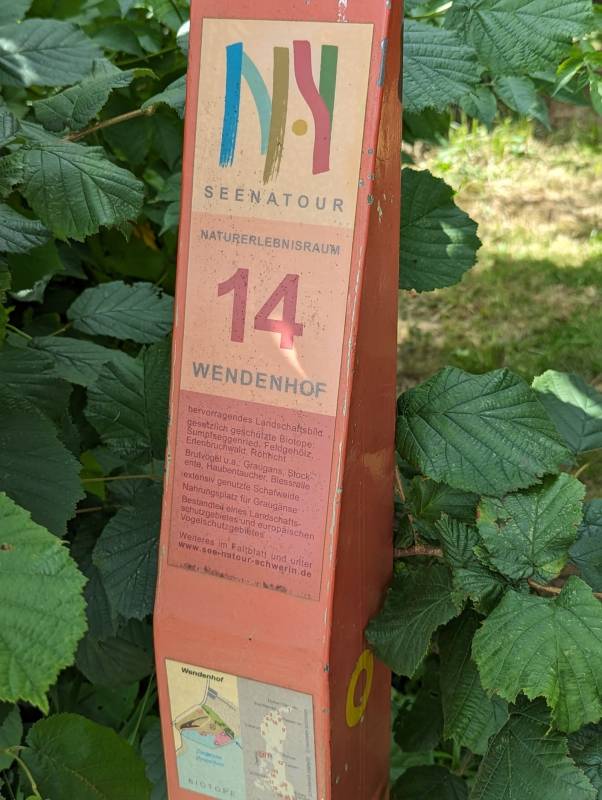 SEENATOUR
NATURERLEBNISRAUM
14
WENDENHOF
hervorragendes Landschaftsbild
gesetzlich geschützte Biotope:
Sumpfseggenried, Feldgehölz,
Erlenbruchwald, Röhricht
Brutvögel u.a.: Graugans, Stock-
ente, Haubentaucher, Blessralle
extensiv genutzte Schafweide
Nahrungsplatz für Graugänse
Bestandteil eines Landschafts-
schutzgebietes und europäischen
Vogelschutzgebietes
Weiteres im Faltblatt und unter
www.see-natour-schwerin.de
Wendenhof
BIOTOPE